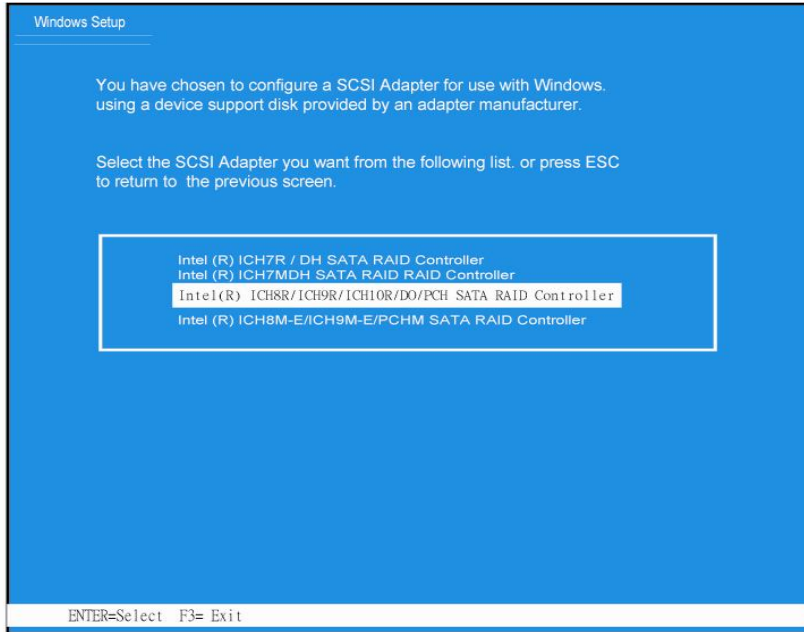 Windows Setup
You have chosen to configure a SCSI Adapter for use with Windows.
using a device support disk provided by an adapter manufacturer.
Select the SCSI Adapter you want from the following list. or press ESC
to return to the previous screen.
Intel (R) ICH7R / DH SATA RAID Controller
Intel (R) ICH7MDH SATA RAID RAID Controller
Intel(R) ICH8R/ICH9R/ICH10R/DO/PCH SATA RAID Controller
Intel (R) ICH8M-E/ICH9M-E/PCHM SATA RAID Controller
ENTER=Select F3= Exit